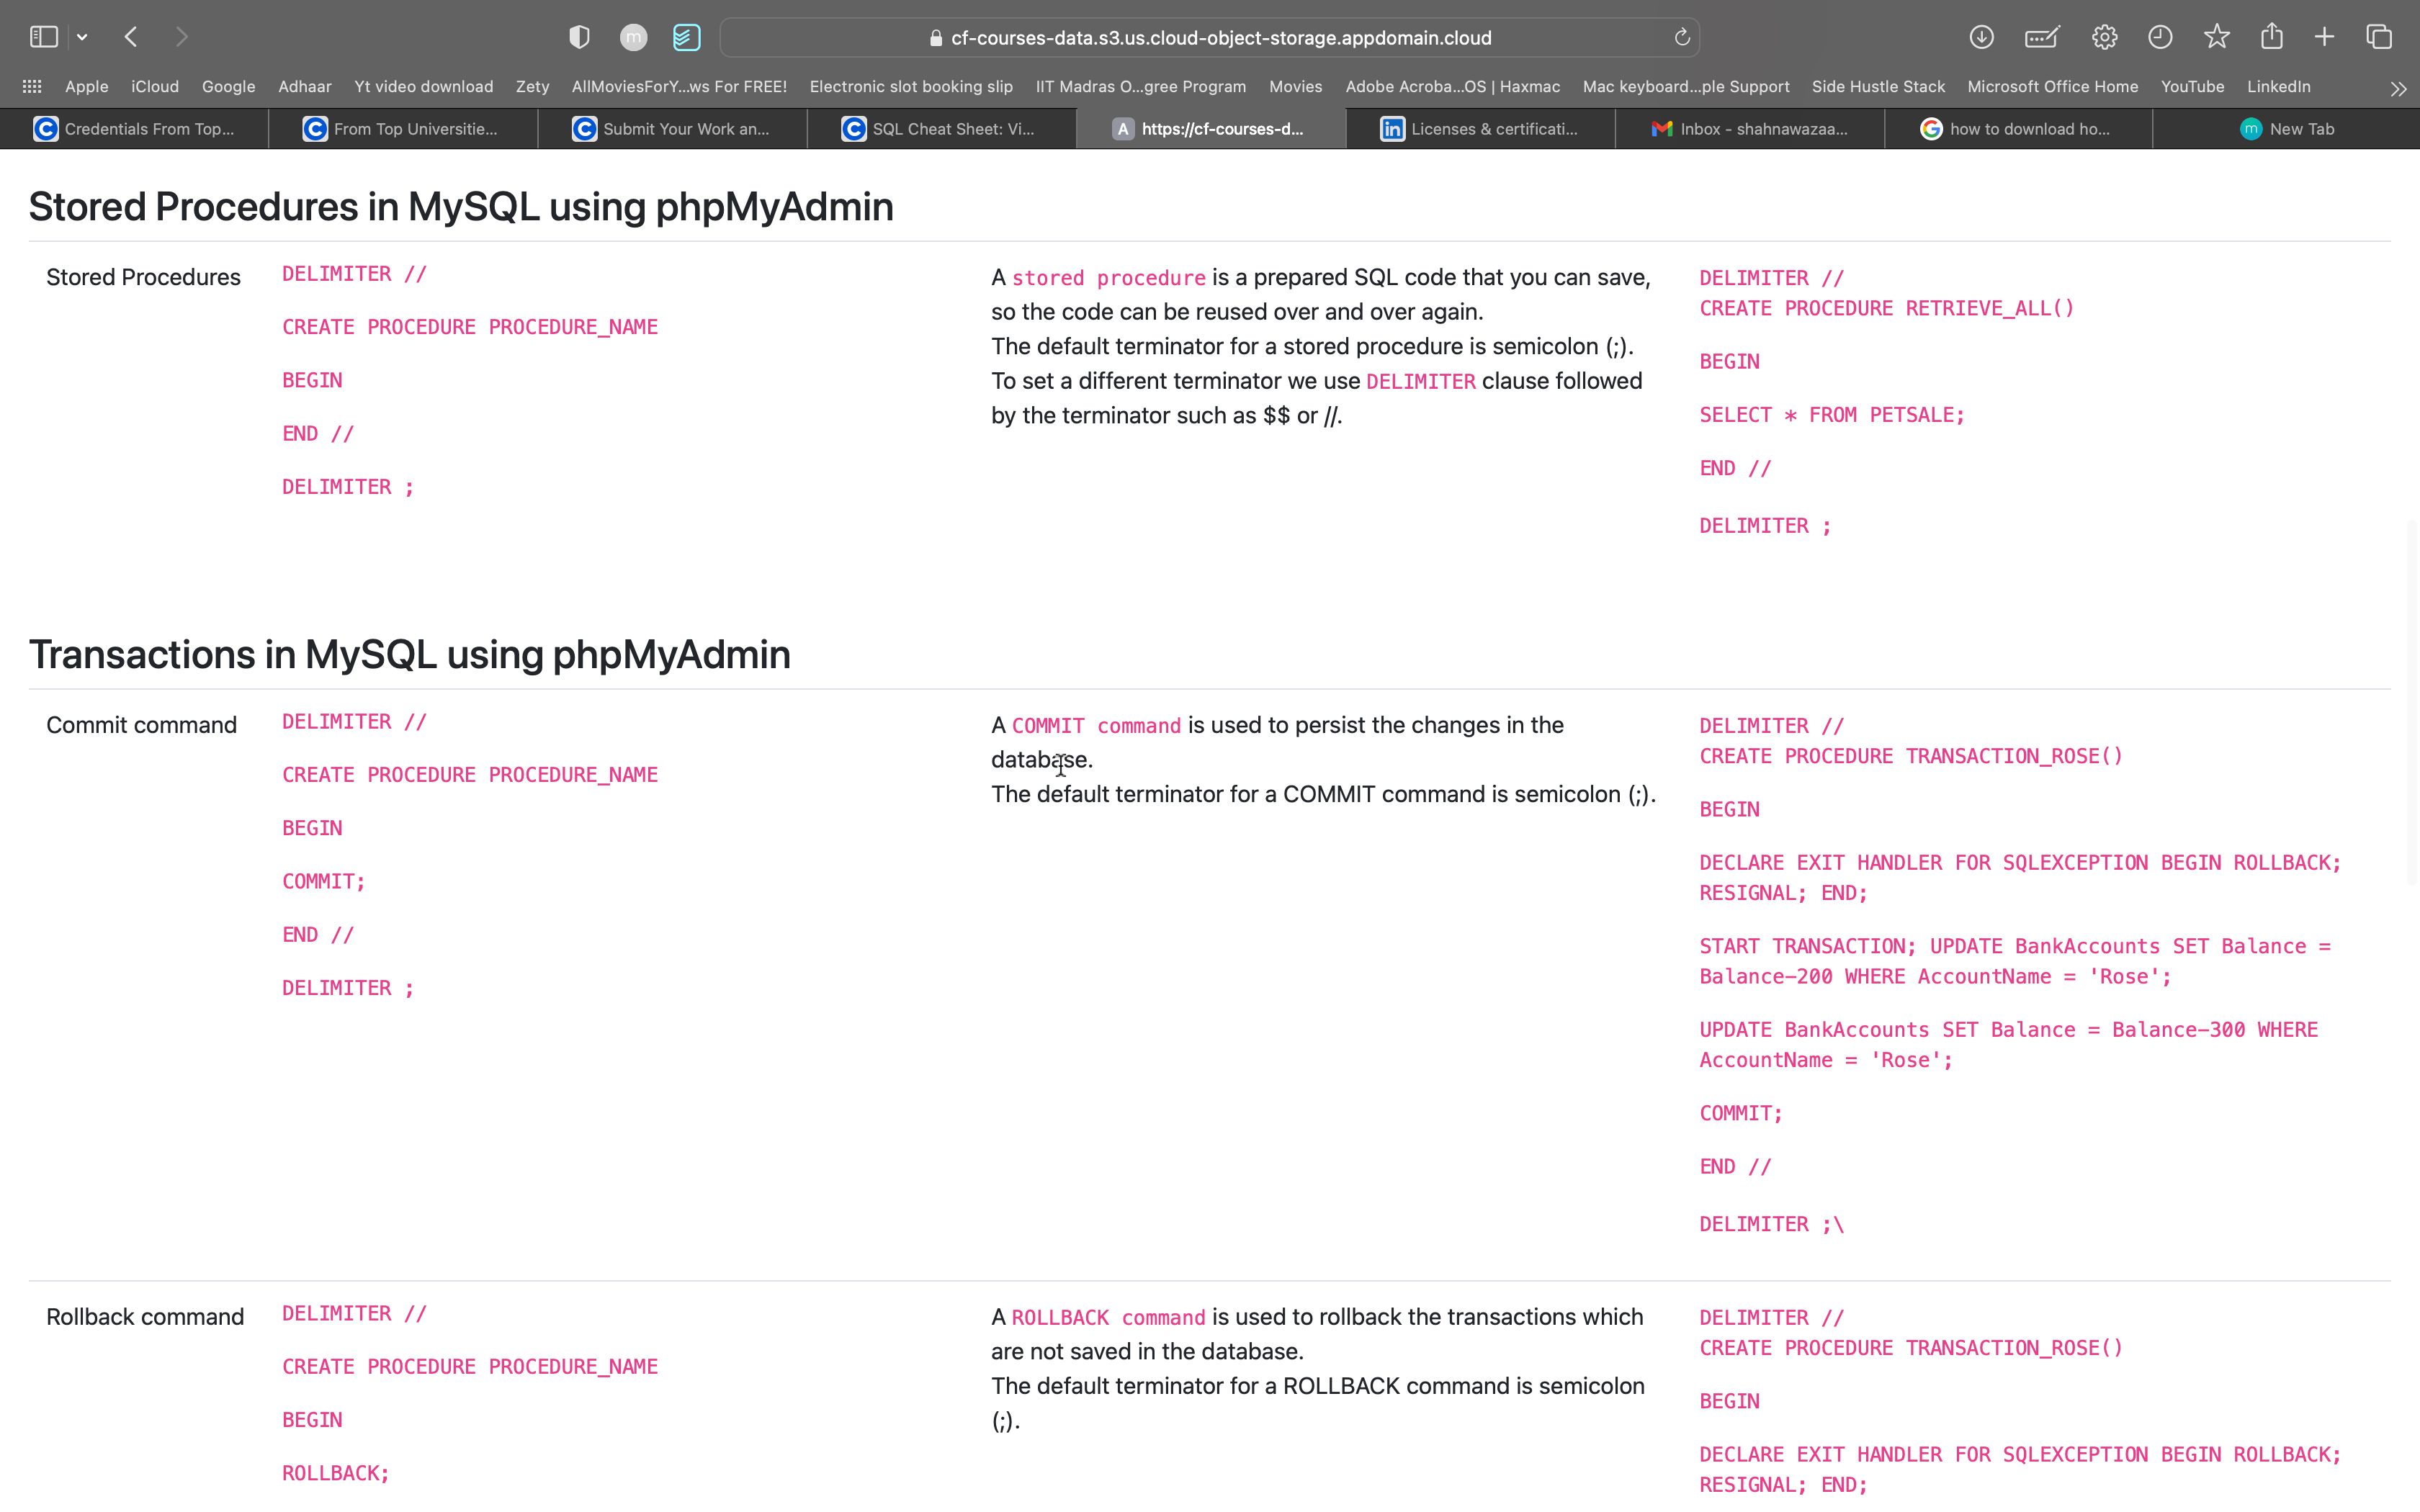 m
cf-courses-data.s3.us.cloud-object-storage.appdomain.cloud
Apple iCloud Google Adhaar Yt video download Zety AllMoviesForY...ws For FREE! Electronic slot booking slip IIT Madras O...gree Program Movies Adobe Acroba...OS | Haxmac Mac keyboard...ple Support Side Hustle Stack Microsoft Office Home YouTube LinkedIn
C Credentials From Top... C From Top Universitie... C Submit Your Work an... C SQL Cheat Sheet: Vi... A https://cf-courses-d... in Licenses & certificati... Inbox - shahnawazaa... G how to download ho... m New Tab
Stored Procedures in MySQL using phpMyAdmin
Stored Procedures
DELIMITER //
CREATE PROCEDURE PROCEDURE_NAME
BEGIN
END //
DELIMITER ;
A stored procedure is a prepared SQL code that you can save,
so the code can be reused over and over again.
The default terminator for a stored procedure is semicolon (;).
To set a different terminator we use DELIMITER clause followed
by the terminator such as $$ or //.
DELIMITER //
CREATE PROCEDURE RETRIEVE_ALL()
BEGIN
SELECT * FROM PETSALE;
END //
DELIMITER ;
Transactions in MySQL using phpMyAdmin
Commit command
DELIMITER //
CREATE PROCEDURE PROCEDURE_NAME
BEGIN
COMMIT;
END //
DELIMITER ;
A COMMIT command is used to persist the changes in the
database.
The default terminator for a COMMIT command is semicolon (;).
DELIMITER //
CREATE PROCEDURE TRANSACTION_ROSE()
BEGIN
DECLARE EXIT HANDLER FOR SQLEXCEPTION BEGIN ROLLBACK;
RESIGNAL; END;
START TRANSACTION; UPDATE BankAccounts SET Balance =
Balance-200 WHERE AccountName = 'Rose';
UPDATE BankAccounts SET Balance = Balance-300 WHERE
AccountName = 'Rose';
COMMIT;
END //
DELIMITER ;\
Rollback command
DELIMITER //
CREATE PROCEDURE PROCEDURE_NAME
BEGIN
ROLLBACK;
A ROLLBACK command is used to rollback the transactions which
are not saved in the database.
The default terminator for a ROLLBACK command is semicolon
(;).
DELIMITER //
CREATE PROCEDURE TRANSACTION_ROSE()
BEGIN
DECLARE EXIT HANDLER FOR SQLEXCEPTION BEGIN ROLLBACK;
RESIGNAL; END;